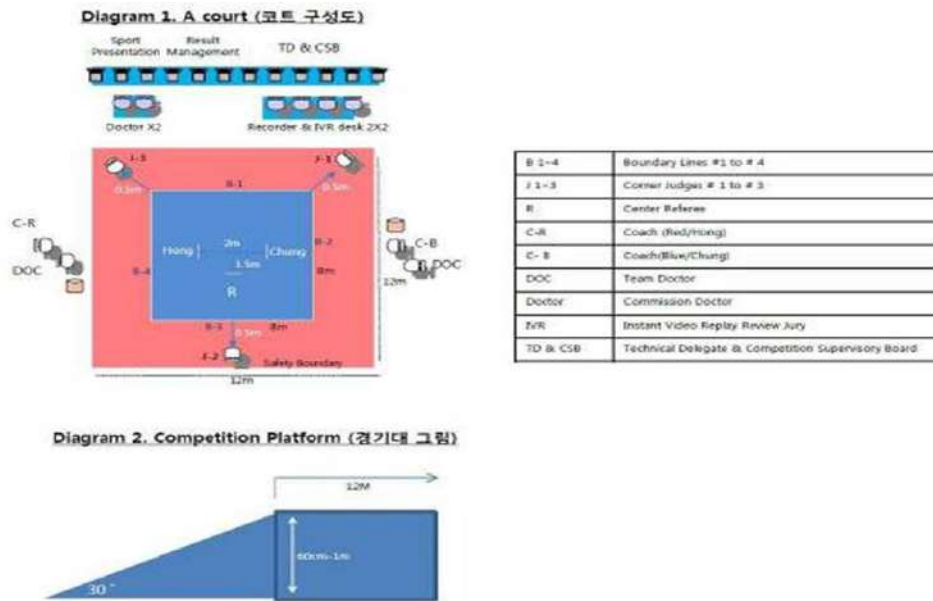 Diagram 1. A court (코트 구성도)
Sport Presentation
Result Management
TD & CSB
Doctor X2
Recorder & IVR desk 2X2
J-3
J-1
B-1
0.5m
0.5m
C-R
DOC
Hong
2m
Chung
B-2
1.5m
B-4
8m
R
C-B
DOC
12m
B-3
8m
0.5m
J-2
Safety Boundary
12m
B 1~4 Boundary Lines #1 to # 4
J 1~3 Corner Judges # 1 to # 3
R Center Referee
C-R Coach (Red/Hong)
C- B Coach(Blue/Chung)
DOC Team Doctor
Doctor Commission Doctor
IVR Instant Video Replay Review Jury
TD & CSB Technical Delegate & Competition Supervisory Board
Diagram 2. Competition Platform (경기대 그림)
12M
60cm-1m
30˚